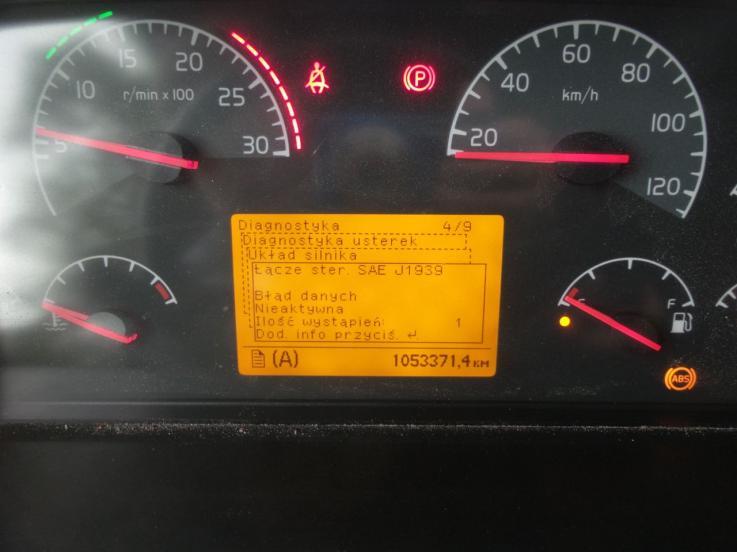 5
10
15
20
25
30
r/min x 100
P
20
40
60
80
100
120
km/h
Diagnostyka 4/9
Diagnostyka usterek
Układ silnika
Łącze ster. SAE J1939
Błąd danych
Nieaktywna
Ilość wystąpień: 1
Dod. info przyciś. ↵
(A) 1053371,4 KM
F
ABS